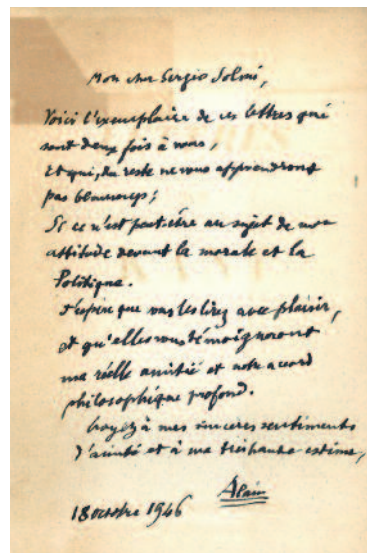 Mon cher Sergio Solmi,
Voici l'exemplaire de ces lettres qui
sont deux fois à vous,
Et qui, du reste ne vous apprendront
pas beaucoup;
Si ce n'est peut-être au sujet de mon
attitude devant la morale et la
Politique.
J'espère que vous les lirez avec plaisir,
et qu'elles vous témoigneront
ma réelle amitié et notre accord
philosophique profond.
Croyez à mes sincères sentiments
d'amitié et à ma très haute estime,
Alain
18 octobre 1946